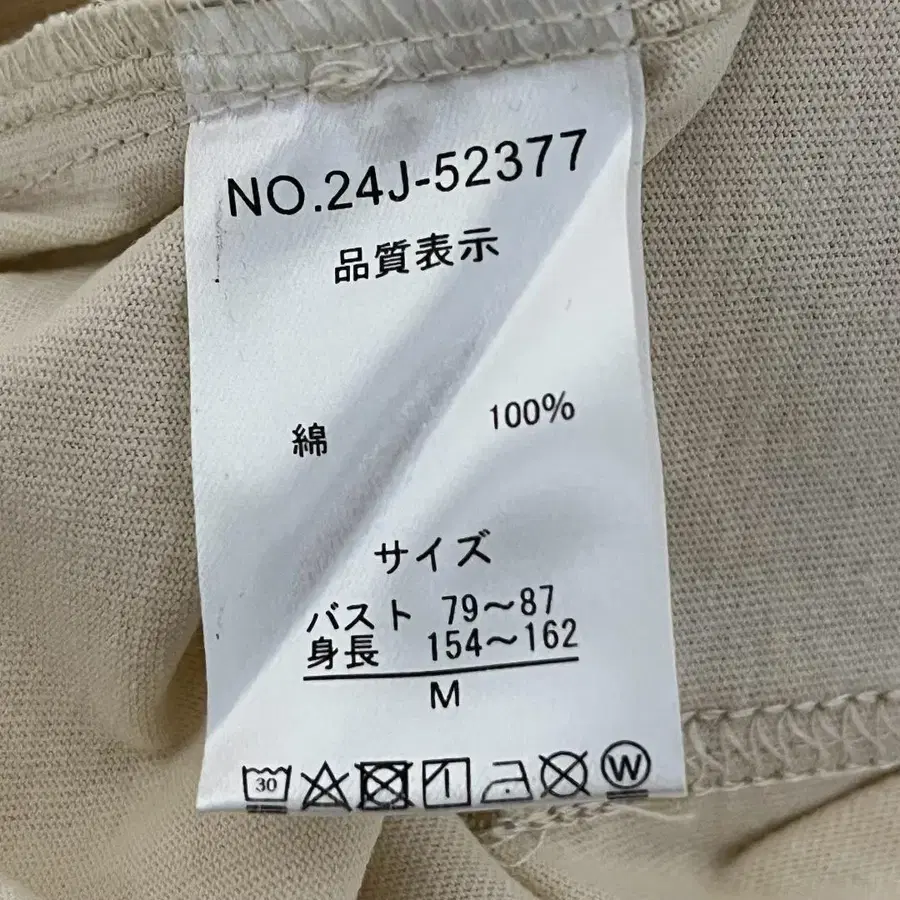 NO.24J-52377
品質表示
綿 100%
サイズ
バスト 79～87
身長 154～162
M
30 W